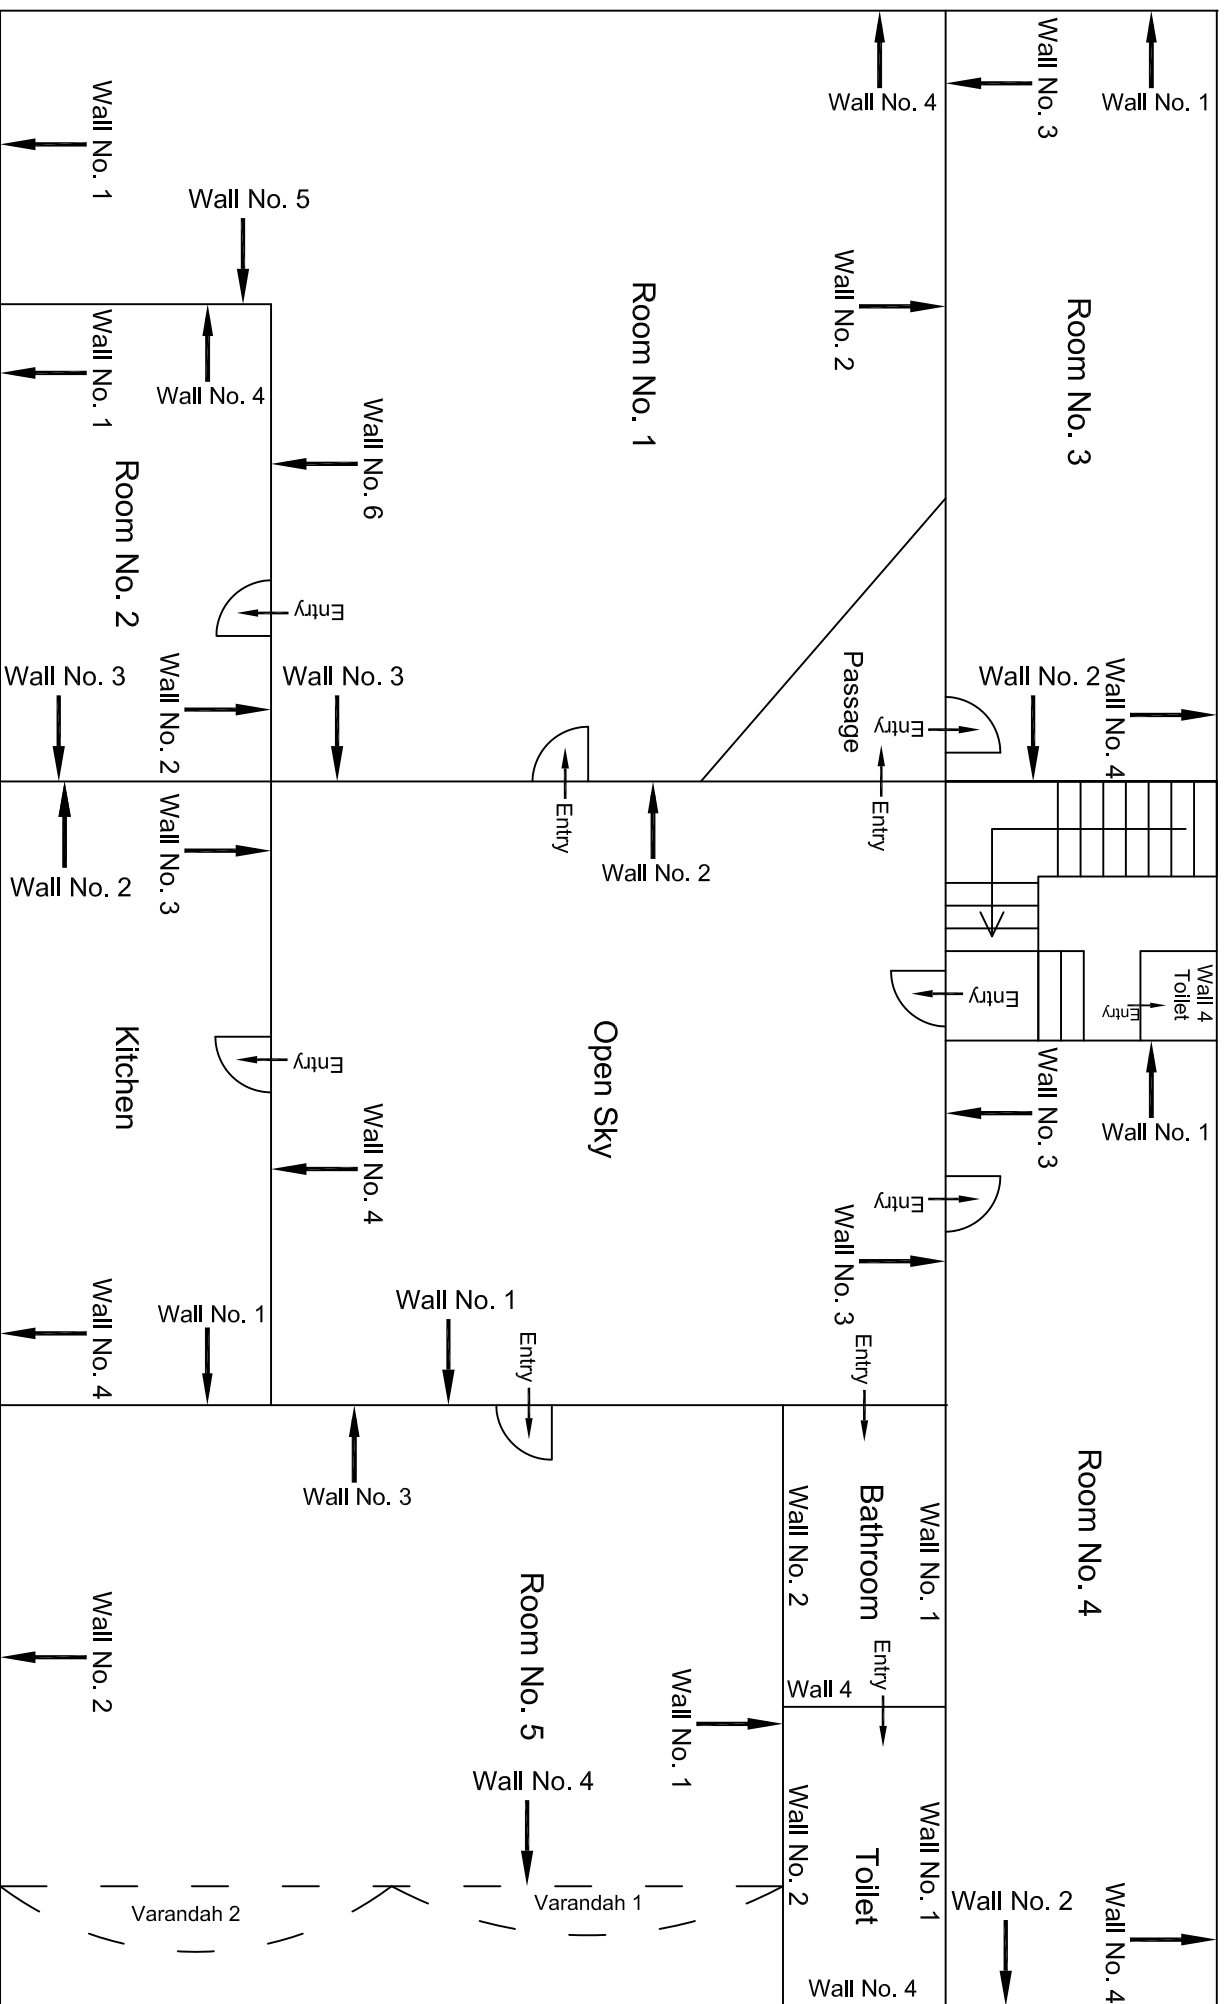 Wall No. 1
Wall No. 3
Wall No. 4
Wall No. 1
Wall No. 5
Wall No. 2
Room No. 1
Room No. 3
Wall No. 1
Wall No. 4
Wall No. 6
Room No. 2
Entry
Wall No. 3
Wall No. 2
Wall No. 3
Passage
Entry
Wall No. 2
Wall No. 4
Entry
Entry
Wall No. 2
Wall No. 3
Wall No. 2
Wall 4
Toilet
Entry
Entry
Kitchen
Entry
Open Sky
Wall No. 3
Wall No. 1
Wall No. 4
Entry
Wall No. 3
Wall No. 4
Wall No. 1
Wall No. 1
Entry
Entry
Wall No. 3
Bathroom
Wall No. 2
Wall No. 1
Room No. 4
Room No. 5
Wall No. 2
Wall No. 1
Wall 4
Entry
Wall No. 4
Wall No. 2
Toilet
Wall No. 1
Wall No. 2
Wall No. 4
Varandah 2
Varandah 1
Wall No. 4